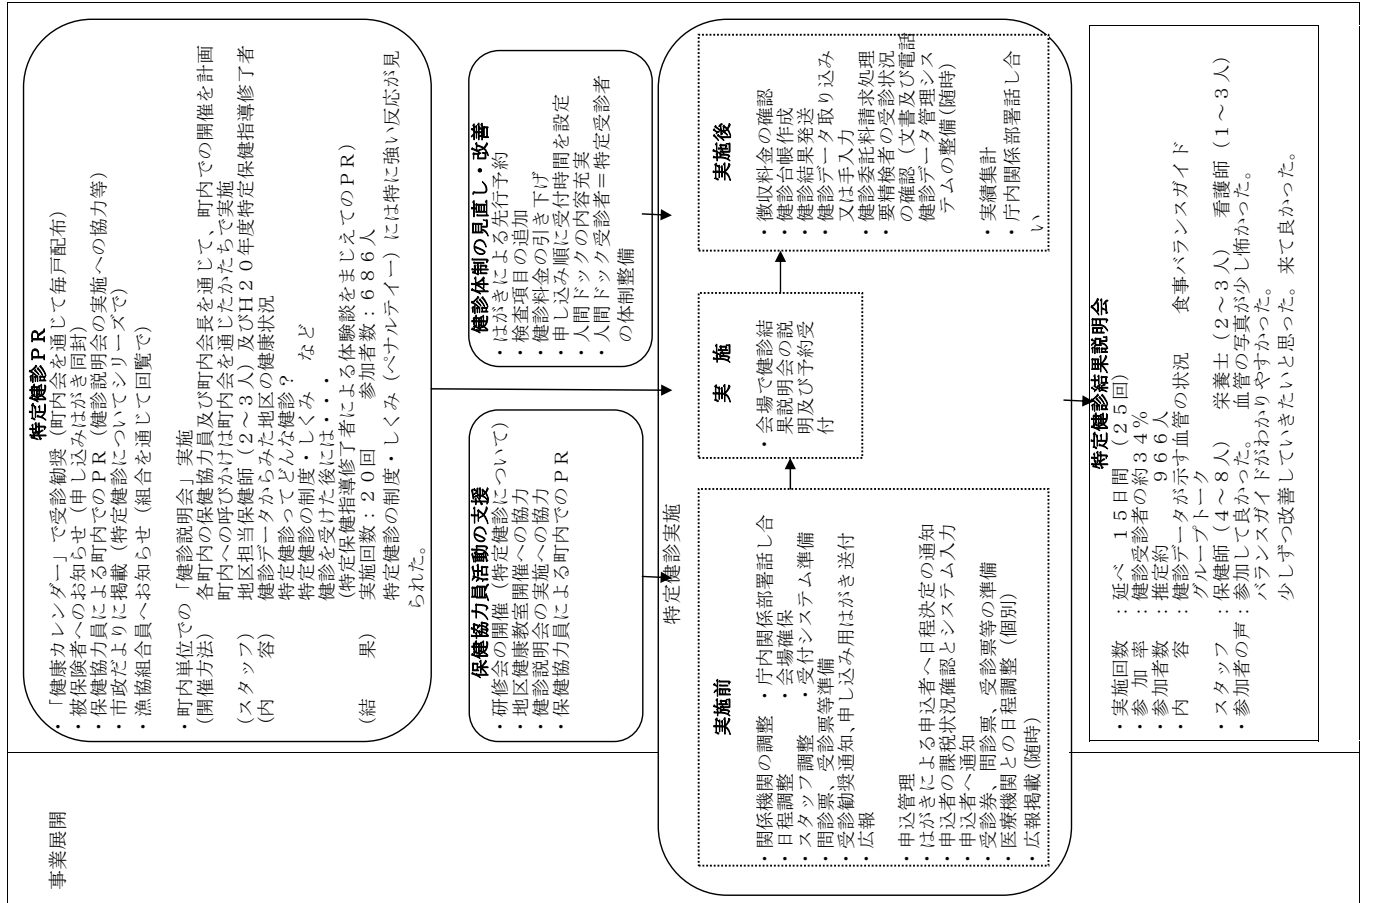 事業展開
特定健診ＰＲ
・「健康カレンダー」で受診勧奨（町内会を通じて毎戸配布）
・被保険者へのお知らせ（申し込みはがき同封）
・保健協力員による町内でのＰＲ（健診説明会の実施への協力等）
・市政だよりに掲載（特定健診についてシリーズで）
・漁協組合員へお知らせ（組合を通じて回覧で）
・町内単位での「健診説明会」実施
（開催方法）各町内の保健協力員及び町内会長を通じて、町内での開催を計画
町内への呼びかけは町内会を通じたかたちで実施
（スタッフ）地区担当保健師（２～３人）及びＨ２０年度特定保健指導修了者
（内　　容）健診データからみた地区の健康状況
特定健診ってどんな健診？
特定健診の制度・しくみ　など
健診を受けた後には・・・
（特定保健指導修了者による体験談をまじえてのＰＲ）
（結　　果）実施回数：２０回　　参加者数：６８６人
特定健診の制度・しくみ（ペナルテイー）には特に強い反応が見
られた。
保健協力員活動の支援
・研修会の開催（特定健診について）
・地区健康教室開催への協力
・健診説明会の実施への協力
・保健協力員による町内でのＰＲ
健診体制の見直し・改善
・はがきによる先行予約
・検査項目の追加
・健診料金の引き下げ
・申し込み順に受付時間を設定
・人間ドックの内容充実
・人間ドック受診者＝特定受診者
の体制整備
特定健診実施
実施前
・関係機関の調整　・庁内関係部署話し合
・日程調整　　　　・会場確保
・スタッフ調整　　・受付システム準備
・問診票、受診票等準備
・受診勧奨通知、申し込み用はがき送付
・広報
・申込管理
・はがきによる申込者へ日程決定の通知
・申込者の課税状況確認とシステム入力
・申込者へ通知
・受診券、問診票、受診票等の準備
・医療機関との日程調整（個別）
・広報掲載（随時）
実　施
・会場で健診結
果説明会の説
明及び予約受
付
実施後
・徴収料金の確認
・健診台帳作成
・健診結果発送
・健診データ取り込み
又は手入力
・健診委託料請求処理
・要精検者の受診状況
の確認（文書及び電話
・健診データ管理シス
テムの整備（随時）
・実績集計
・庁内関係部署話し合
い
特定健診結果説明会
・実施回数　：延べ　１５日間（２５回）
・参 加 率　：健診受診者の約３４％
・参加者数　：推定約　９６６人
・内　　容　：健診データが示す血管の状況　　食事バランスガイド
グループトーク
・スタッフ　：保健師（４～８人）　栄養士（２～３人）　看護師（１～３人）
・参加者の声：参加して良かった。　血管の写真が少し怖かった。
バランスガイドがわかりやすかった。
少しずつ改善していきたいと思った。来て良かった。